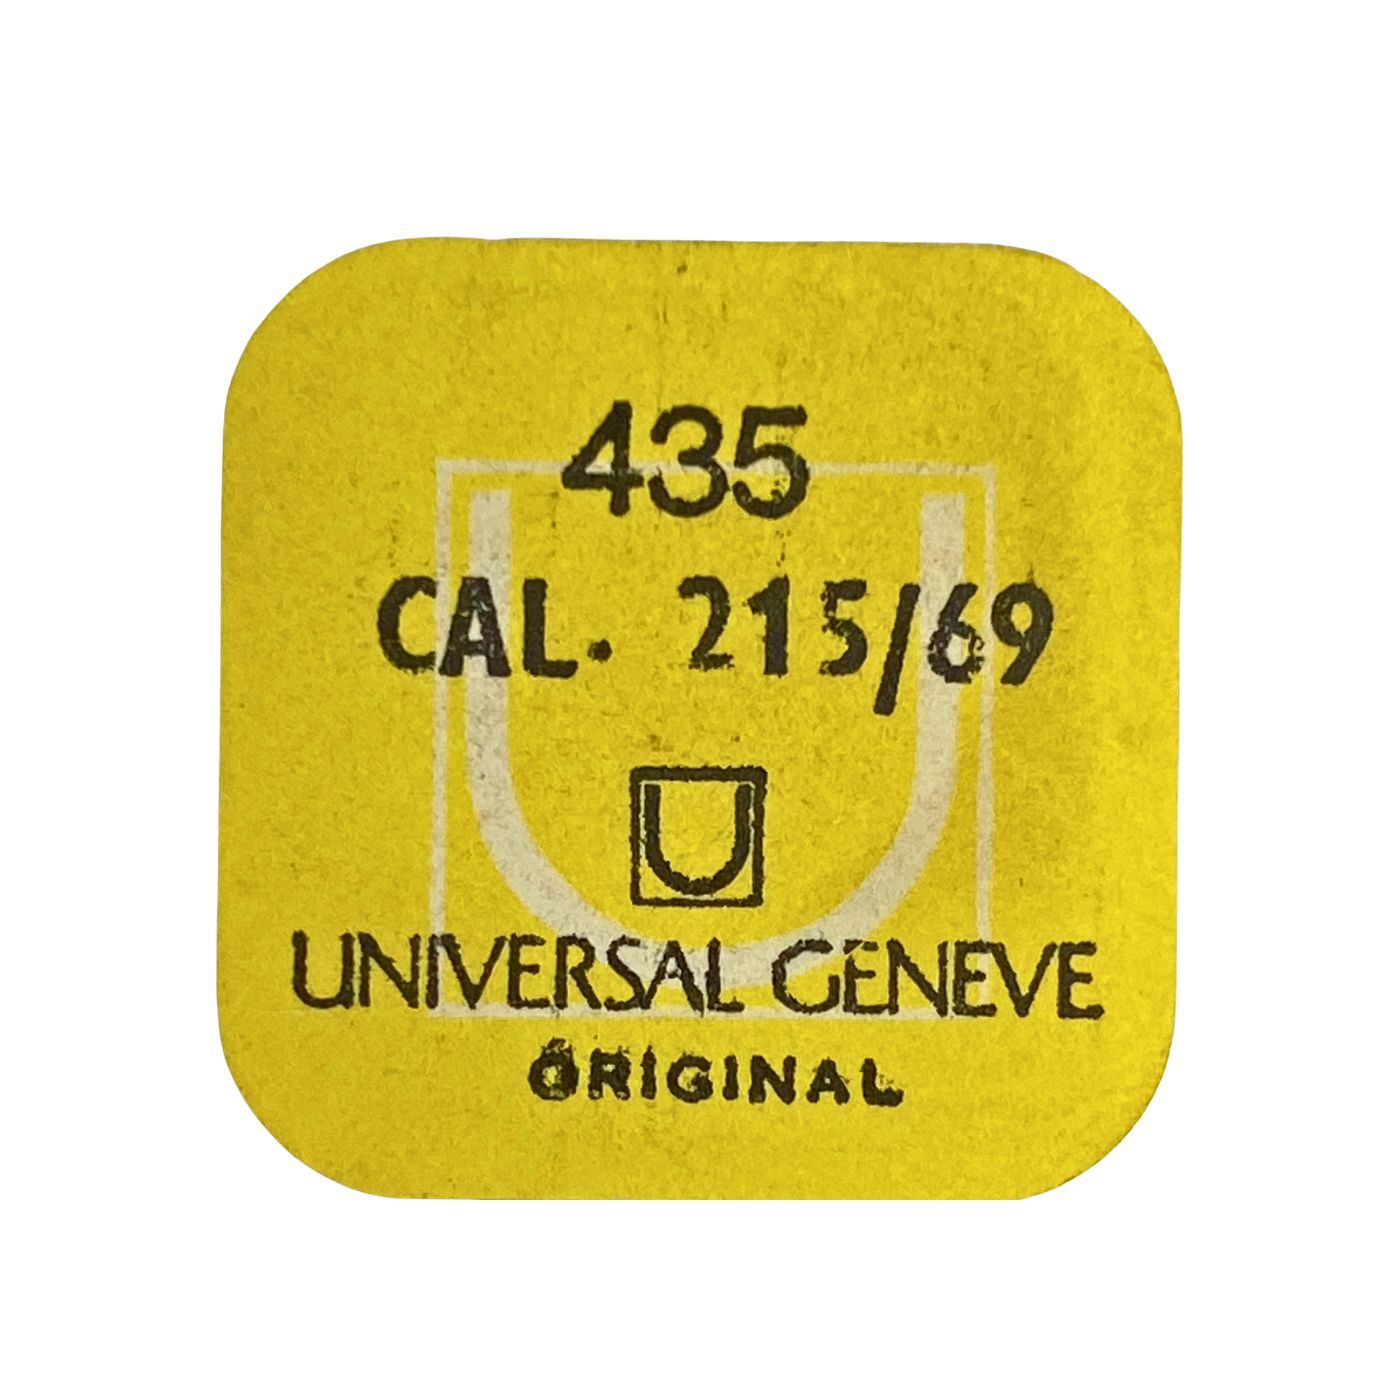 435
CAL. 215/69
U
UNIVERSAL GENEVE
ORIGINAL